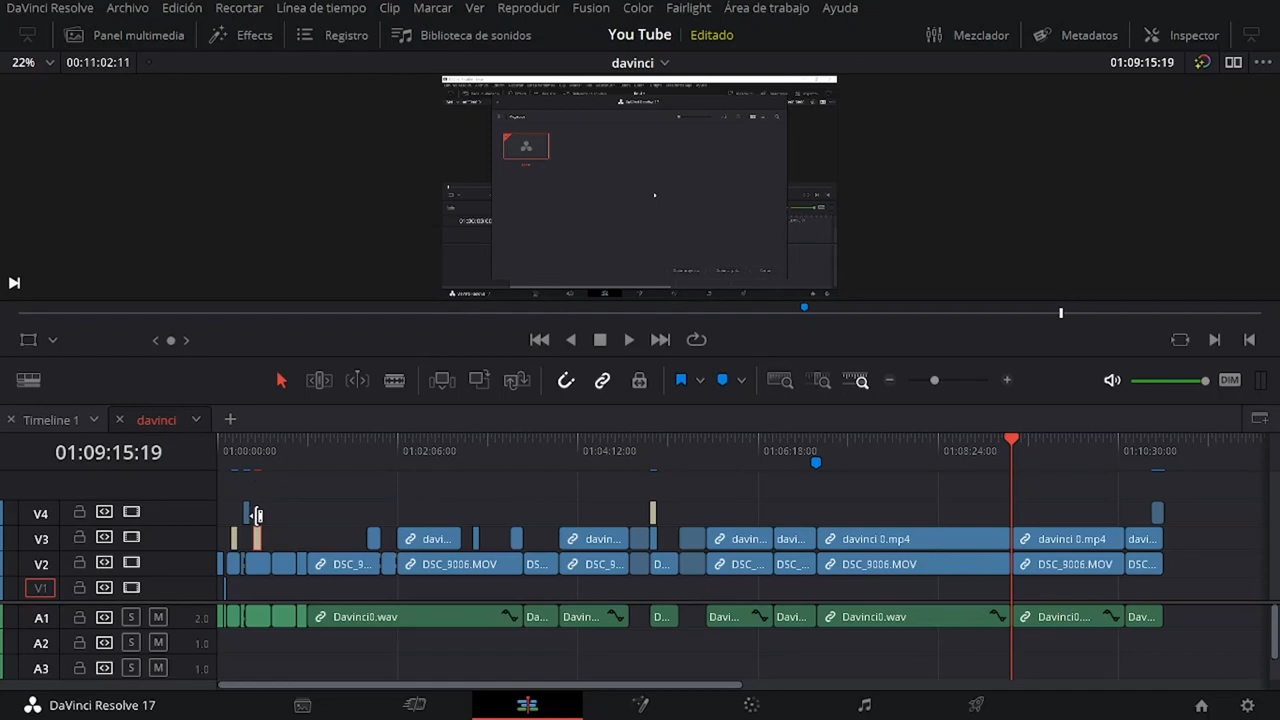 DaVinci Resolve Archivo Edición Recortar Línea de tiempo Clip Marcar Ver Reproducir Fusion Color Fairlight Área de trabajo Ayuda
Panel multimedia Effects Registro Biblioteca de sonidos You Tube Editado Mezclador Metadatos Inspector
22% 00:11:02:11 davinci 01:09:15:19
DaVinci Resolve 17
DIM
Timeline 1 davinci
01:09:15:19 01:00:00:00 01:02:06:00 01:04:12:00 01:06:18:00 01:08:24:00 01:10:30:00
V4
V3 davi... davin... davin... davi... davinci 0.mp4 davinci 0.mp4 davi...
V2 DSC_9... DSC_9006.MOV DS... DSC_9... D... DSC_... DSC_... DSC_9006.MOV DSC_9006.MOV DSC...
V1
A1 S M 2.0 Davinci0.wav Da... Davin... D... Davi... Davi... Davinci0.wav Davinci0.... Dav...
A2 S M 1.0
A3 S M 1.0
DaVinci Resolve 17